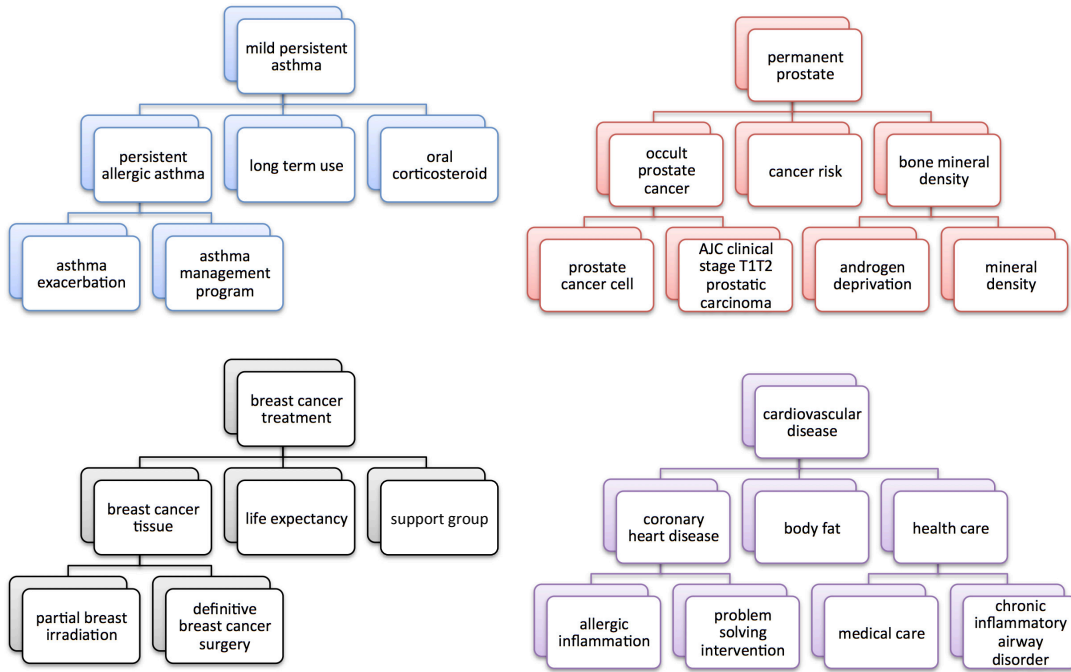 mild persistent
asthma
persistent
allergic asthma
long term use
oral
corticosteroid
asthma
exacerbation
asthma
management
program
permanent
prostate
occult
prostate
cancer
cancer risk
bone mineral
density
prostate
cancer cell
AJC clinical
stage T1T2
prostatic
carcinoma
androgen
deprivation
mineral
density
breast cancer
treatment
breast cancer
tissue
life expectancy
support group
partial breast
irradiation
definitive
breast cancer
surgery
cardiovascular
disease
coronary
heart disease
body fat
health care
allergic
inflammation
problem
solving
intervention
medical care
chronic
inflammatory
airway
disorder